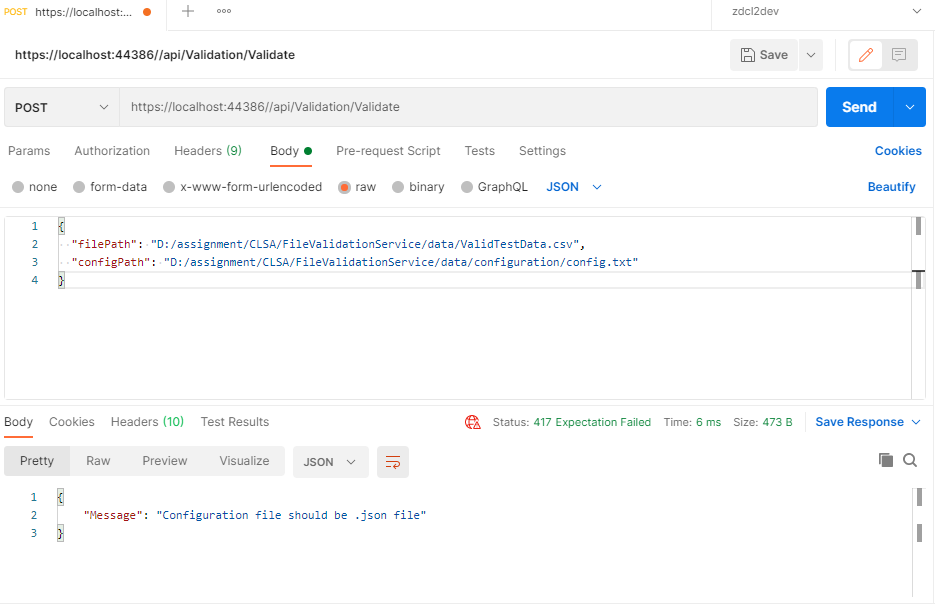 POST https://localhost:... + ooo zdcl2dev
https://localhost:44386//api/Validation/Validate Save
POST https://localhost:44386//api/Validation/Validate Send
Params Authorization Headers (9) Body Pre-request Script Tests Settings Cookies
none form-data x-www-form-urlencoded raw binary GraphQL JSON Beautify
1 {
2 "filePath": "D:/assignment/CLSA/FileValidationService/data/ValidTestData.csv",
3 "configPath": "D:/assignment/CLSA/FileValidationService/data/configuration/config.txt"
4 }
Body Cookies Headers (10) Test Results Status: 417 Expectation Failed Time: 6 ms Size: 473 B Save Response
Pretty Raw Preview Visualize JSON
1 {
2 "Message": "Configuration file should be .json file"
3 }